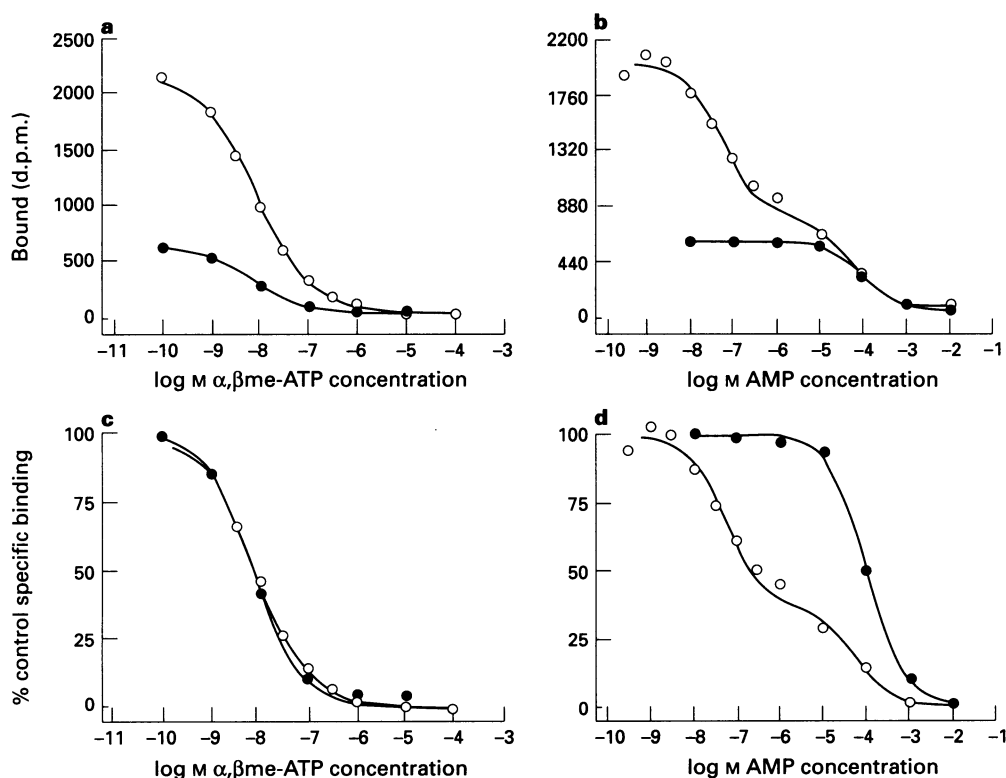 a
2500
2000
1500
1000
500
0
Bound (d.p.m.)
–11 –10 –9 –8 –7 –6 –5 –4 –3
log M α,βme-ATP concentration
b
2200
1760
1320
880
440
0
–10 –9 –8 –7 –6 –5 –4 –3 –2 –1
log M AMP concentration
c
100
75
50
25
0
% control specific binding
–11 –10 –9 –8 –7 –6 –5 –4 –3
log M α,βme-ATP concentration
d
100
75
50
25
0
–10 –9 –8 –7 –6 –5 –4 –3 –2 –1
log M AMP concentration